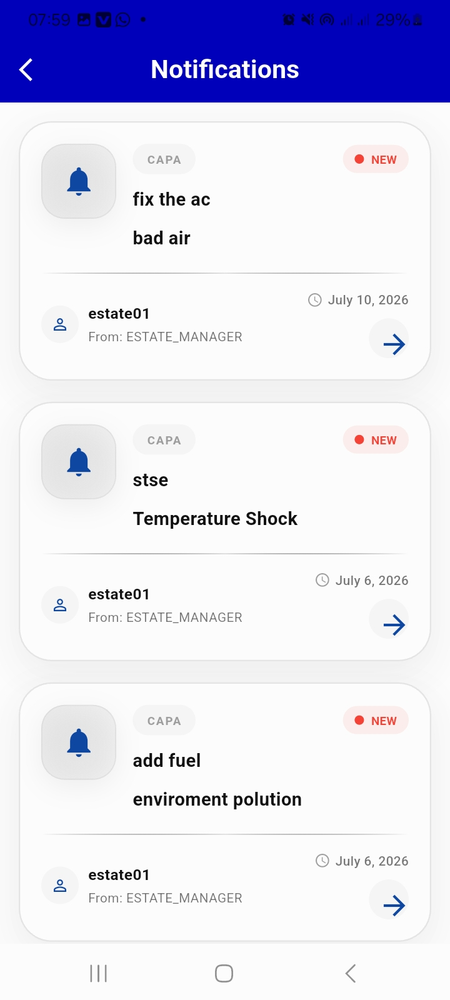 07:59 29%
Notifications
CAPA NEW
fix the ac
bad air
July 10, 2026
estate01
From: ESTATE_MANAGER
CAPA NEW
stse
Temperature Shock
July 6, 2026
estate01
From: ESTATE_MANAGER
CAPA NEW
add fuel
enviroment polution
July 6, 2026
estate01
From: ESTATE_MANAGER